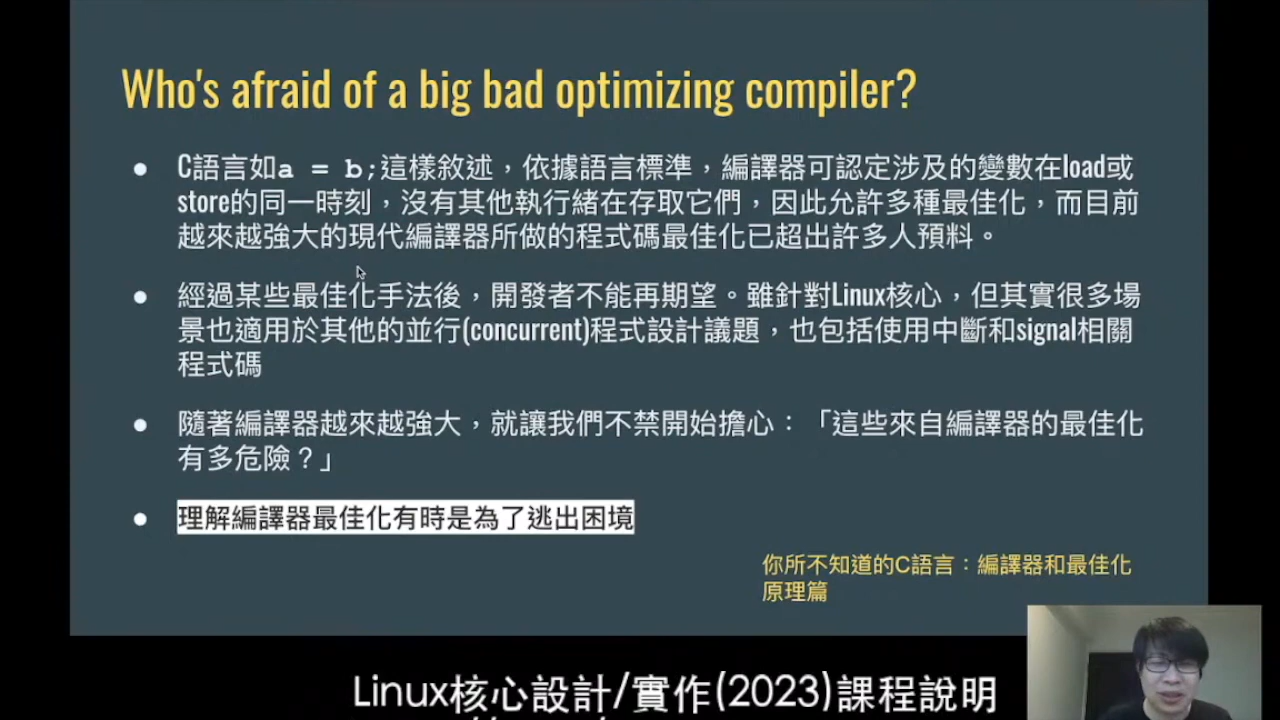 Who's afraid of a big bad optimizing compiler?
● C語言如a = b;這樣敘述，依據語言標準，編譯器可認定涉及的變數在load或
store的同一時刻，沒有其他執行緒在存取它們，因此允許多種最佳化，而目前
越來越強大的現代編譯器所做的程式碼最佳化已超出許多人預料。
● 經過某些最佳化手法後，開發者不能再期望。雖針對Linux核心，但其實很多場
景也適用於其他的並行(concurrent)程式設計議題，也包括使用中斷和signal相關
程式碼
● 隨著編譯器越來越強大，就讓我們不禁開始擔心：「這些來自編譯器的最佳化
有多危險？」
● 理解編譯器最佳化有時是為了逃出困境
你所不知道的C語言：編譯器和最佳化
原理篇
Linux核心設計/實作(2023)課程說明